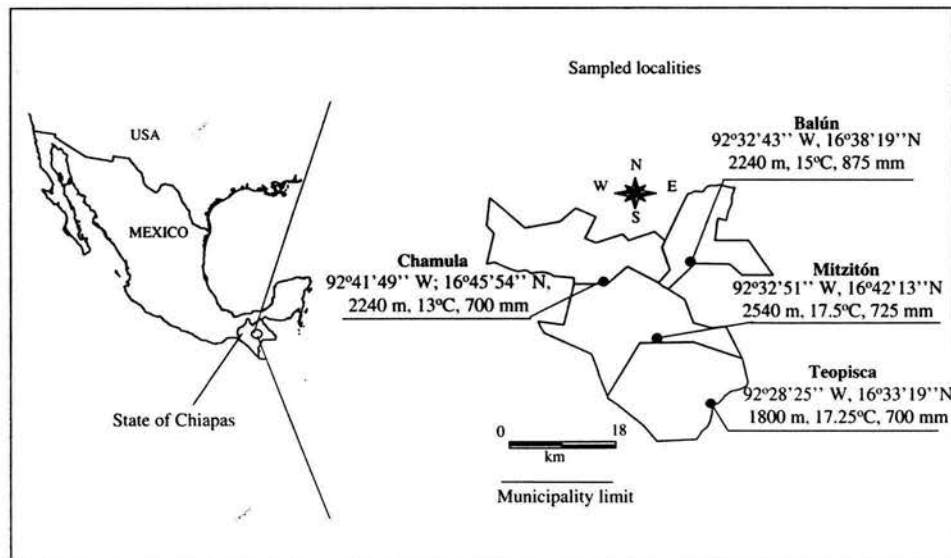 Sampled localities
USA
MEXICO
State of Chiapas
N
W E
S
Balún
92º32'43'' W, 16º38'19''N
2240 m, 15ºC, 875 mm
Chamula
92º41'49'' W; 16º45'54'' N,
2240 m, 13ºC, 700 mm
Mitzitón
92º32'51'' W, 16º42'13''N
2540 m, 17.5ºC, 725 mm
Teopisca
92º28'25'' W, 16º33'19''N
1800 m, 17.25ºC, 700 mm
0 18
km
Municipality limit